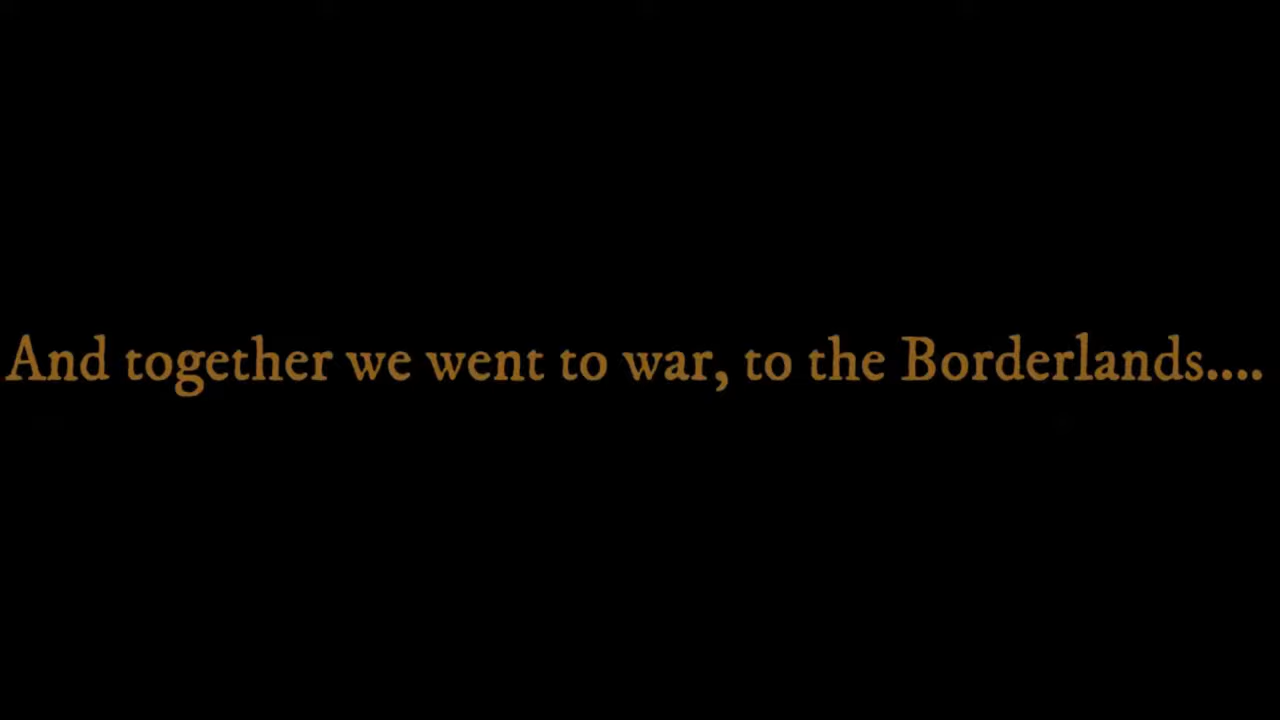 And together we went to war, to the Borderlands....